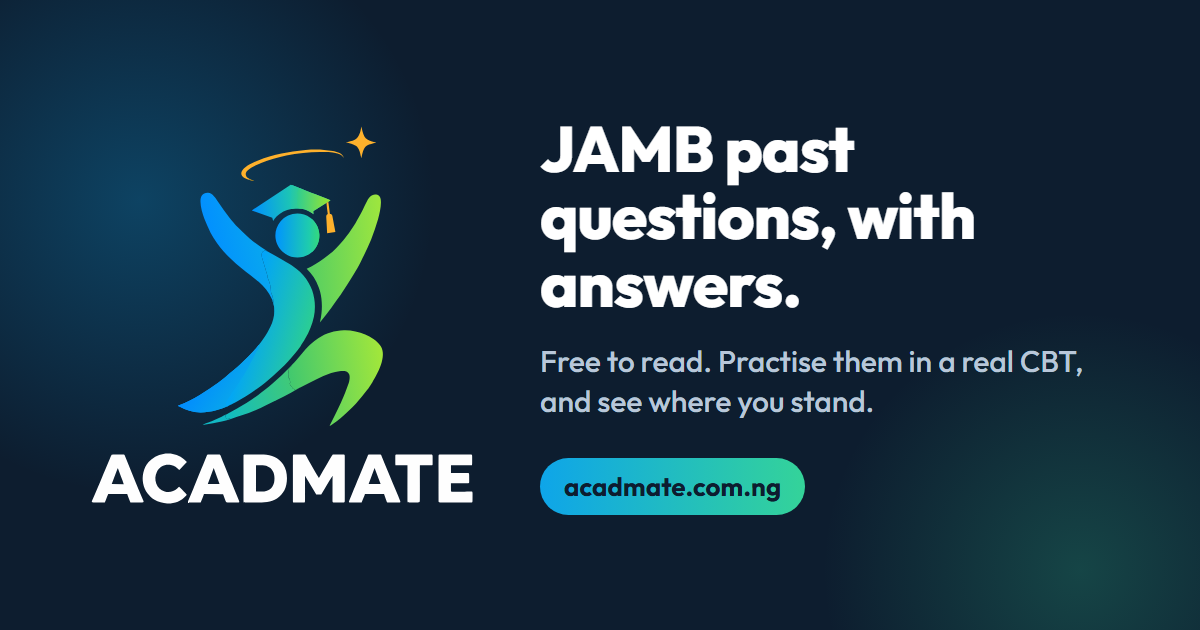 ACADMATE
JAMB past
questions, with
answers.
Free to read. Practise them in a real CBT,
and see where you stand.
acadmate.com.ng